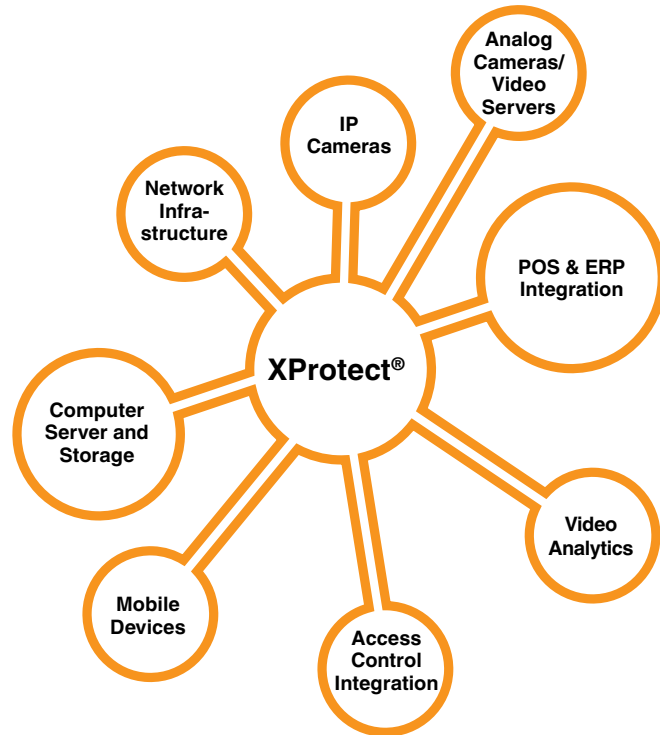 Analog
Cameras/
Video
Servers
IP
Cameras
Network
Infra-
structure
POS & ERP
Integration
XProtect®
Computer
Server and
Storage
Video
Analytics
Mobile
Devices
Access
Control
Integration